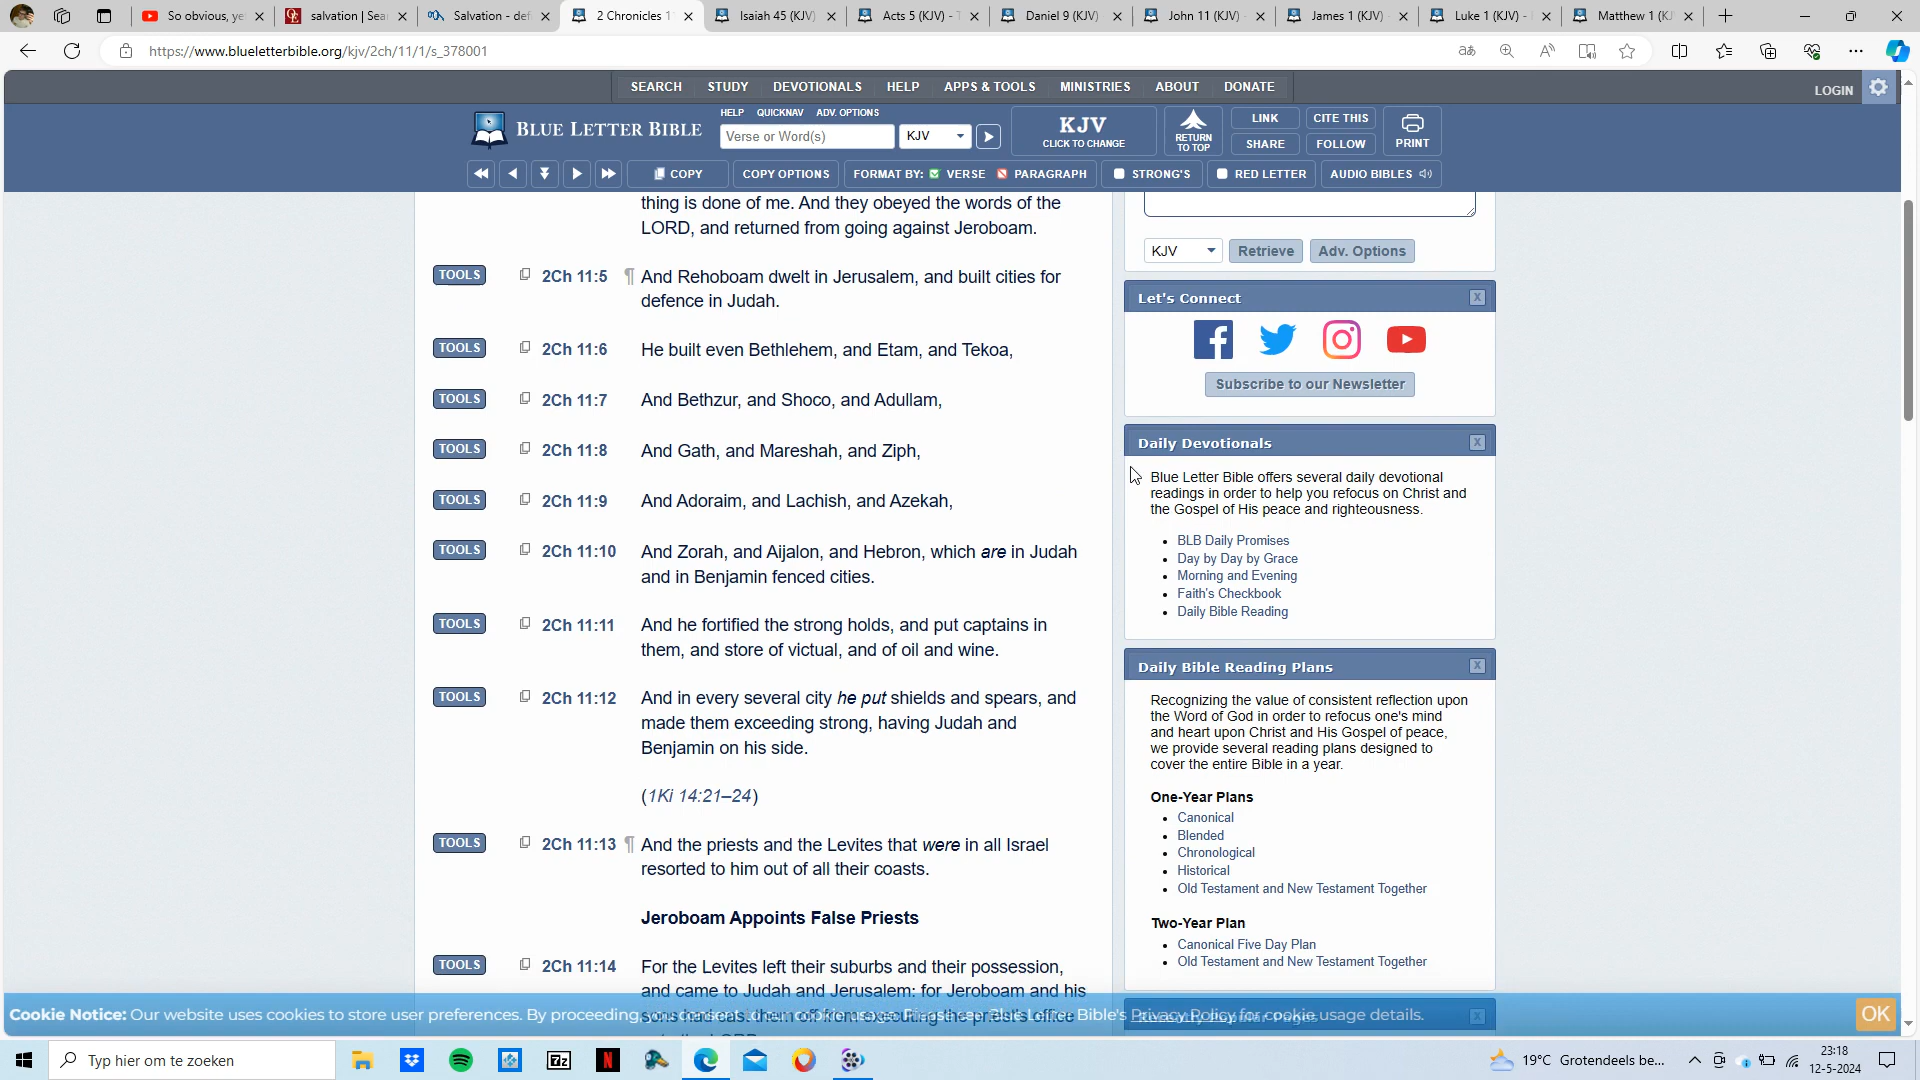 So obvious, ye
salvation | Sea
Salvation - def
2 Chronicles 1
Isaiah 45 (KJV)
Acts 5 (KJV) - T
Daniel 9 (KJV)
John 11 (KJV)
James 1 (KJV)
Luke 1 (KJV) -
Matthew 1 (KJ
https://www.blueletterbible.org/kjv/2ch/11/1/s_378001
SEARCH STUDY DEVOTIONALS HELP APPS & TOOLS MINISTRIES ABOUT DONATE
LOGIN
BLUE LETTER BIBLE
HELP QUICKNAV ADV. OPTIONS
Verse or Word(s)
KJV
KJV
CLICK TO CHANGE
RETURN
TO TOP
LINK
CITE THIS
SHARE
FOLLOW
PRINT
COPY
COPY OPTIONS
FORMAT BY: VERSE PARAGRAPH
STRONG'S
RED LETTER
AUDIO BIBLES
thing is done of me. And they obeyed the words of the
LORD, and returned from going against Jeroboam.
TOOLS 2Ch 11:5 ¶ And Rehoboam dwelt in Jerusalem, and built cities for
defence in Judah.
TOOLS 2Ch 11:6 He built even Bethlehem, and Etam, and Tekoa,
TOOLS 2Ch 11:7 And Bethzur, and Shoco, and Adullam,
TOOLS 2Ch 11:8 And Gath, and Mareshah, and Ziph,
TOOLS 2Ch 11:9 And Adoraim, and Lachish, and Azekah,
TOOLS 2Ch 11:10 And Zorah, and Aijalon, and Hebron, which are in Judah
and in Benjamin fenced cities.
TOOLS 2Ch 11:11 And he fortified the strong holds, and put captains in
them, and store of victual, and of oil and wine.
TOOLS 2Ch 11:12 And in every several city he put shields and spears, and
made them exceeding strong, having Judah and
Benjamin on his side.
(1Ki 14:21–24)
TOOLS 2Ch 11:13 ¶ And the priests and the Levites that were in all Israel
resorted to him out of all their coasts.
Jeroboam Appoints False Priests
TOOLS 2Ch 11:14 For the Levites left their suburbs and their possession,
and came to Judah and Jerusalem: for Jeroboam and his
KJV Retrieve Adv. Options
Let's Connect X
Subscribe to our Newsletter
Daily Devotionals X
Blue Letter Bible offers several daily devotional
readings in order to help you refocus on Christ and
the Gospel of His peace and righteousness.
• BLB Daily Promises
• Day by Day by Grace
• Morning and Evening
• Faith's Checkbook
• Daily Bible Reading
Daily Bible Reading Plans X
Recognizing the value of consistent reflection upon
the Word of God in order to refocus one's mind
and heart upon Christ and His Gospel of peace,
we provide several reading plans designed to
cover the entire Bible in a year.
One-Year Plans
• Canonical
• Blended
• Chronological
• Historical
• Old Testament and New Testament Together
Two-Year Plan
• Canonical Five Day Plan
• Old Testament and New Testament Together
Cookie Notice: Our website uses cookies to store user preferences. By proceeding, you consent to our cookie usage. Please see Blue Letter Bible's Privacy Policy for cookie usage details.
OK
Typ hier om te zoeken
7z
N
19°C Grotendeels be...
23:18
12-5-2024